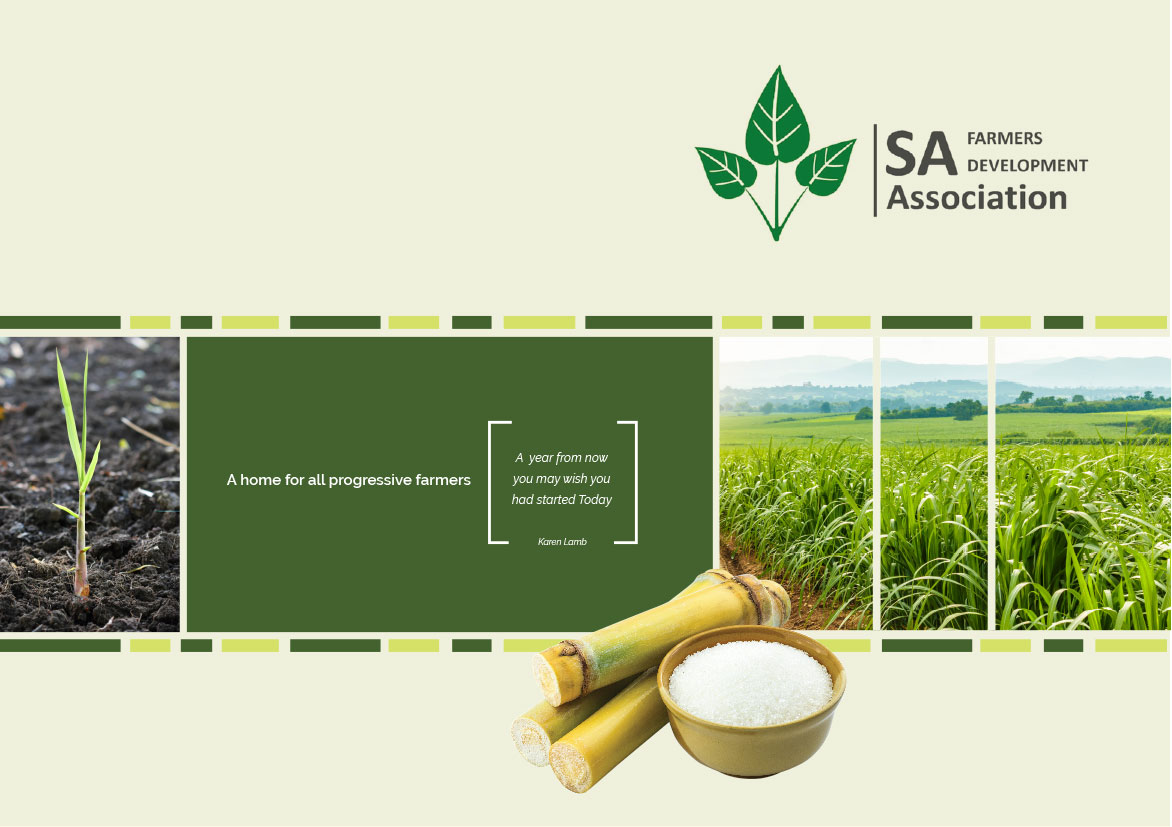 SA FARMERS
DEVELOPMENT
Association
A home for all progressive farmers
A year from now
you may wish you
had started Today
Karen Lamb